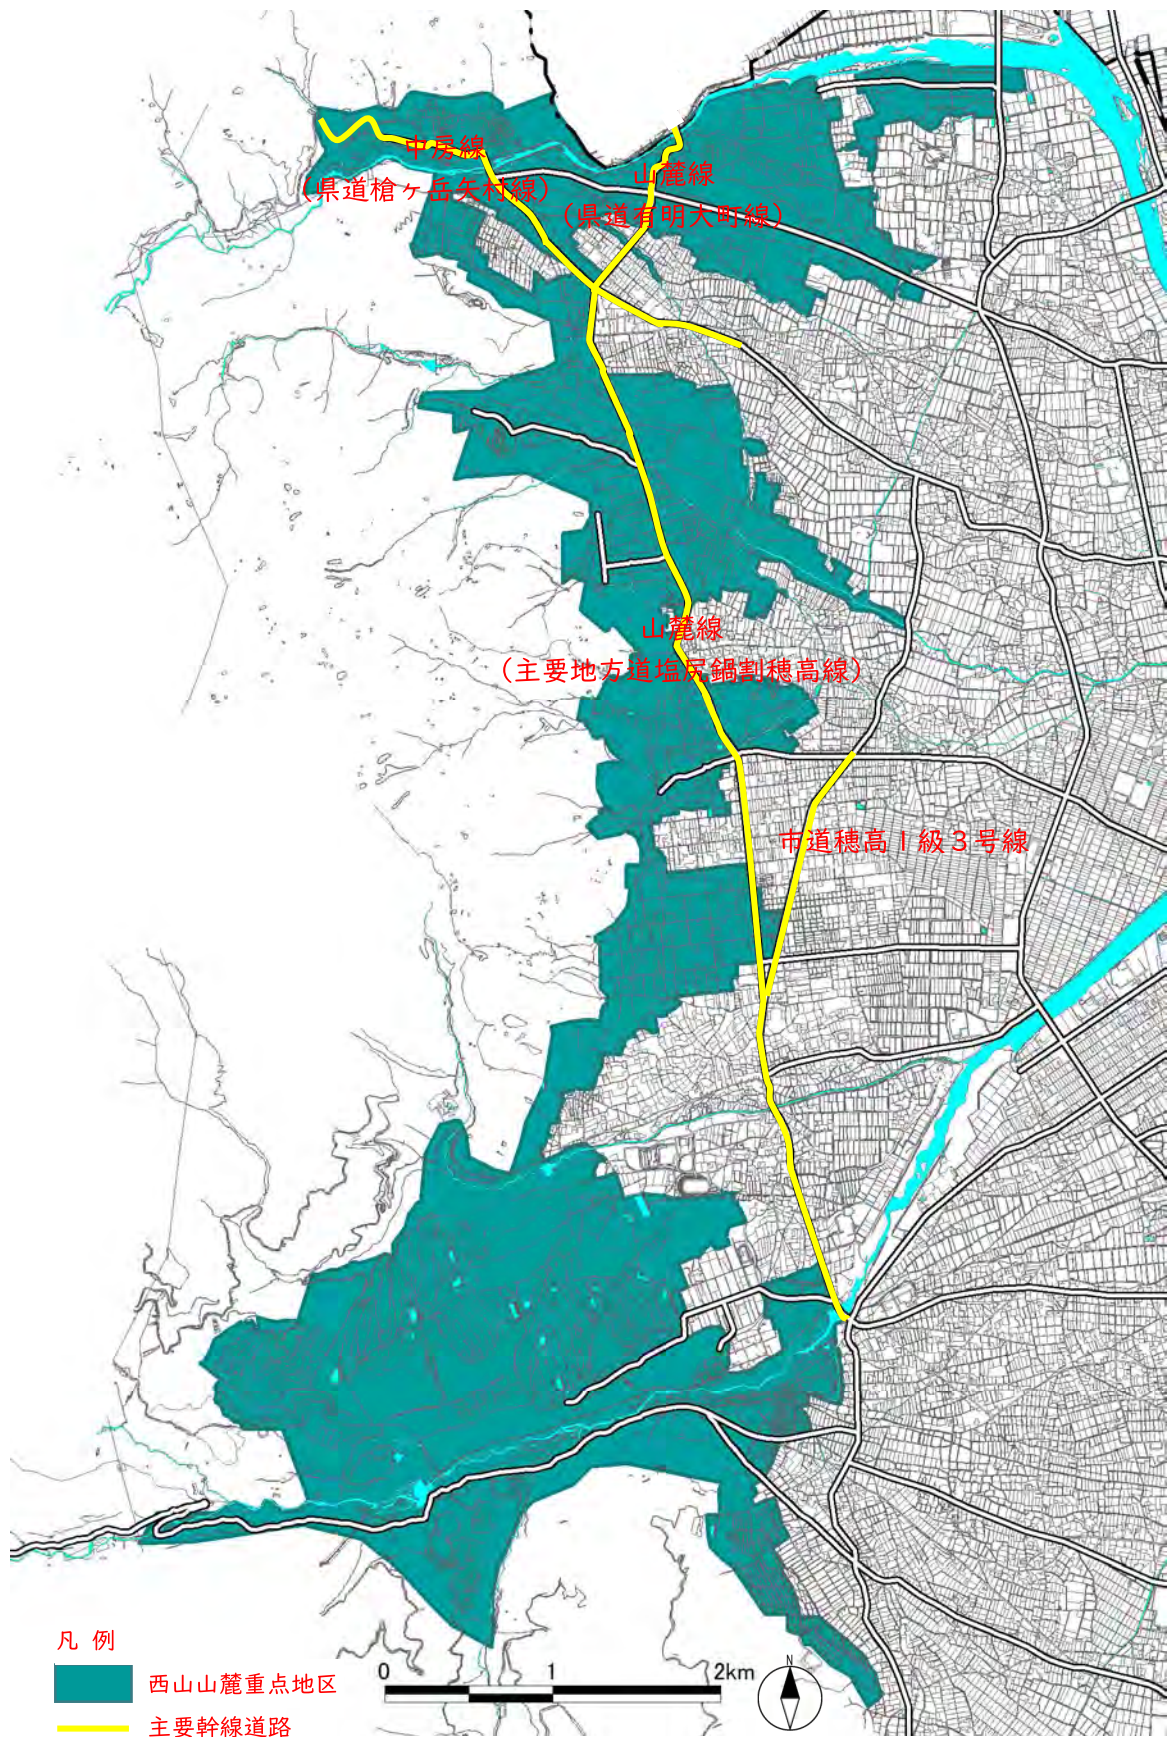 中房線
（県道槍ヶ岳矢村線）
山麓線
（県道有明大町線）
山麓線
（主要地方道塩尻鍋割穂高線）
市道穂高１級３号線
凡 例
西山山麓重点地区
主要幹線道路
0 1 2km
N